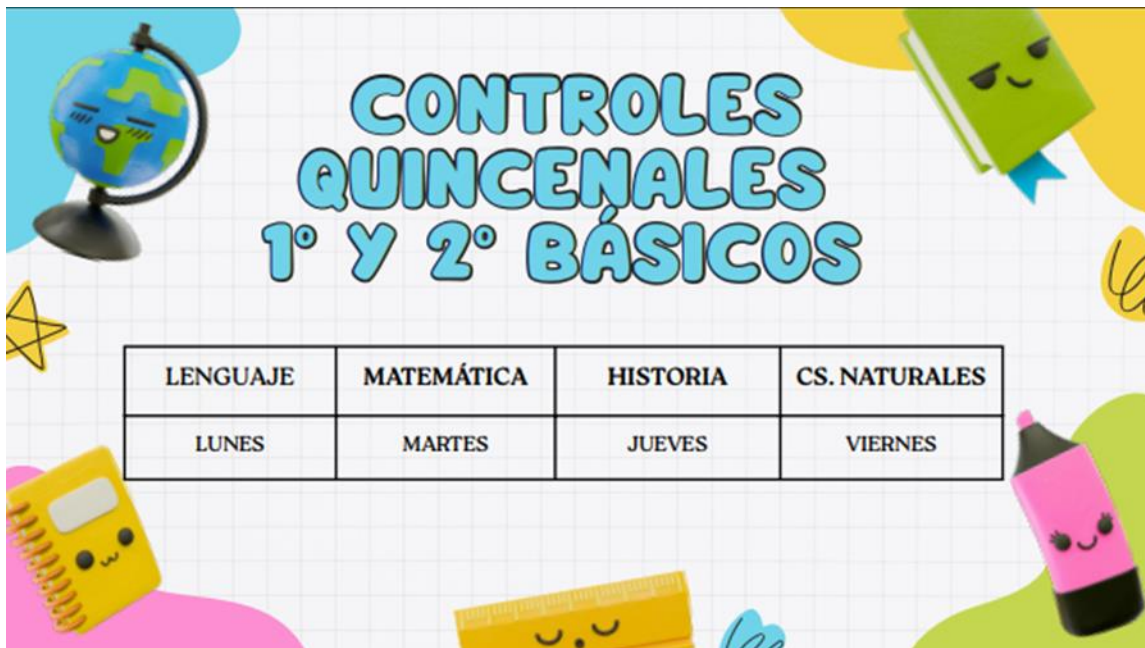 CONTROLES
QUINCENALES
1° Y 2° BÁSICOS
LENGUAJE MATEMÁTICA HISTORIA CS. NATURALES
LUNES MARTES JUEVES VIERNES